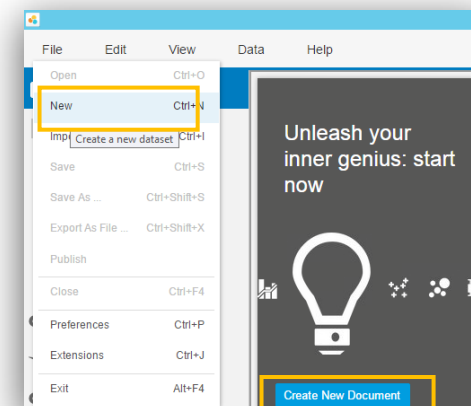 File Edit View Data Help
Open Ctrl+O
New Ctrl+N
Create a new dataset Ctrl+I
Save Ctrl+S
Save As ... Ctrl+Shift+S
Export As File ... Ctrl+Shift+X
Publish
Close Ctrl+F4
Preferences Ctrl+P
Extensions Ctrl+J
Exit Alt+F4
Unleash your
inner genius: start
now
Create New Document